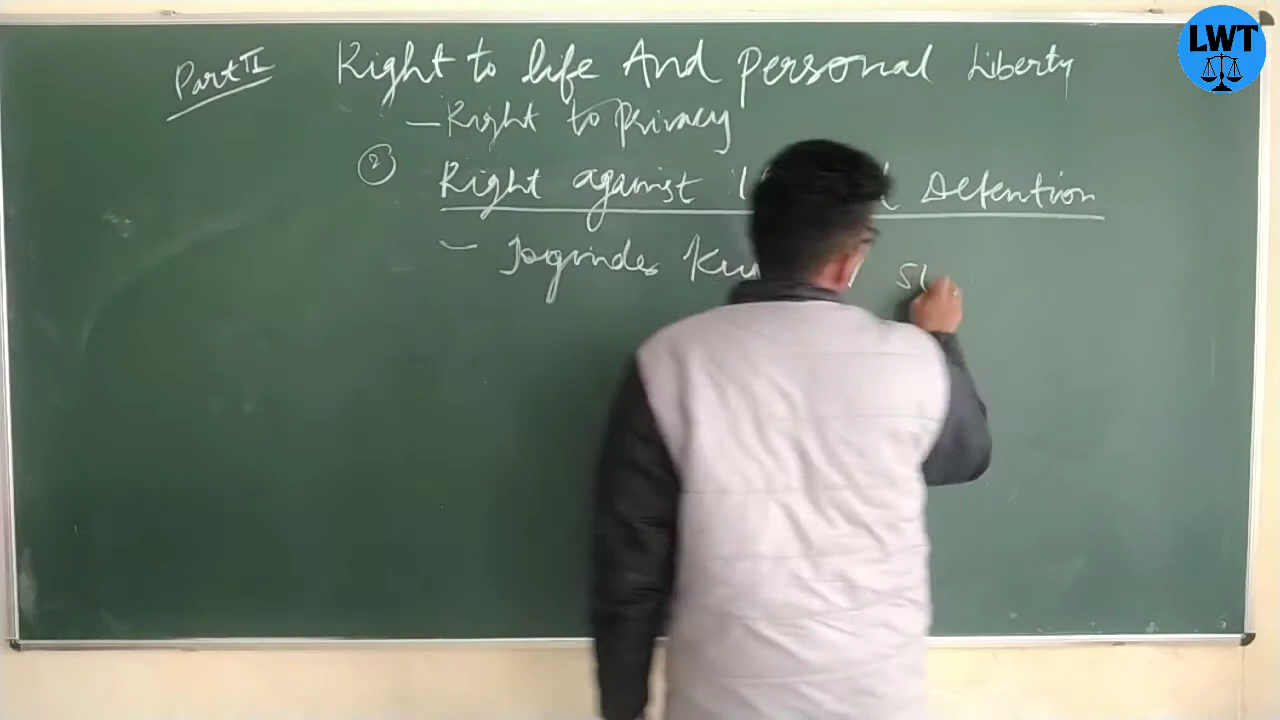 LWT
Part II Right to life And Personal Liberty
– Right to Privacy
② Right against Detention
– Joginder